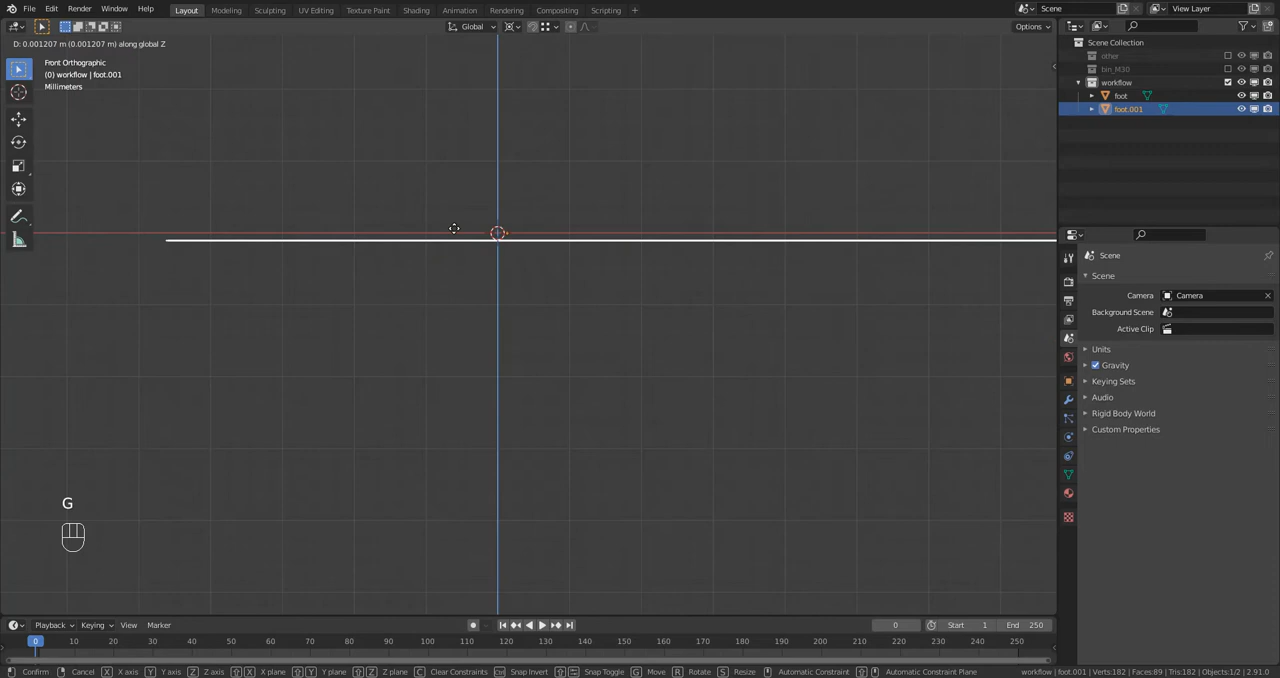 File Edit Render Window Help Layout Modeling Sculpting UV Editing Texture Paint Shading Animation Rendering Compositing Scripting + Scene View Layer
Global Options
D: 0.001207 m (0.001207 m) along global Z
Front Orthographic
(0) workflow | foot.001
Millimeters
Scene Collection
other
bin_M30
workflow
foot
foot.001
Scene
Scene
Camera Camera
Background Scene
Active Clip
Units
Gravity
Keying Sets
Audio
Rigid Body World
Custom Properties
G
Playback Keying View Marker 0 Start 1 End 250
0 10 20 30 40 50 60 70 80 90 100 110 120 130 140 150 160 170 180 190 200 210 220 230 240 250
Confirm Cancel X X axis Y Y axis Z Z axis X X plane Y Y plane Z Z plane C Clear Constraints Ctrl Snap Invert Snap Toggle G Move R Rotate S Resize Automatic Constraint Automatic Constraint Plane workflow | foot.001 | Verts:182 | Faces:89 | Tris:182 | Objects:1/2 | 2.91.0